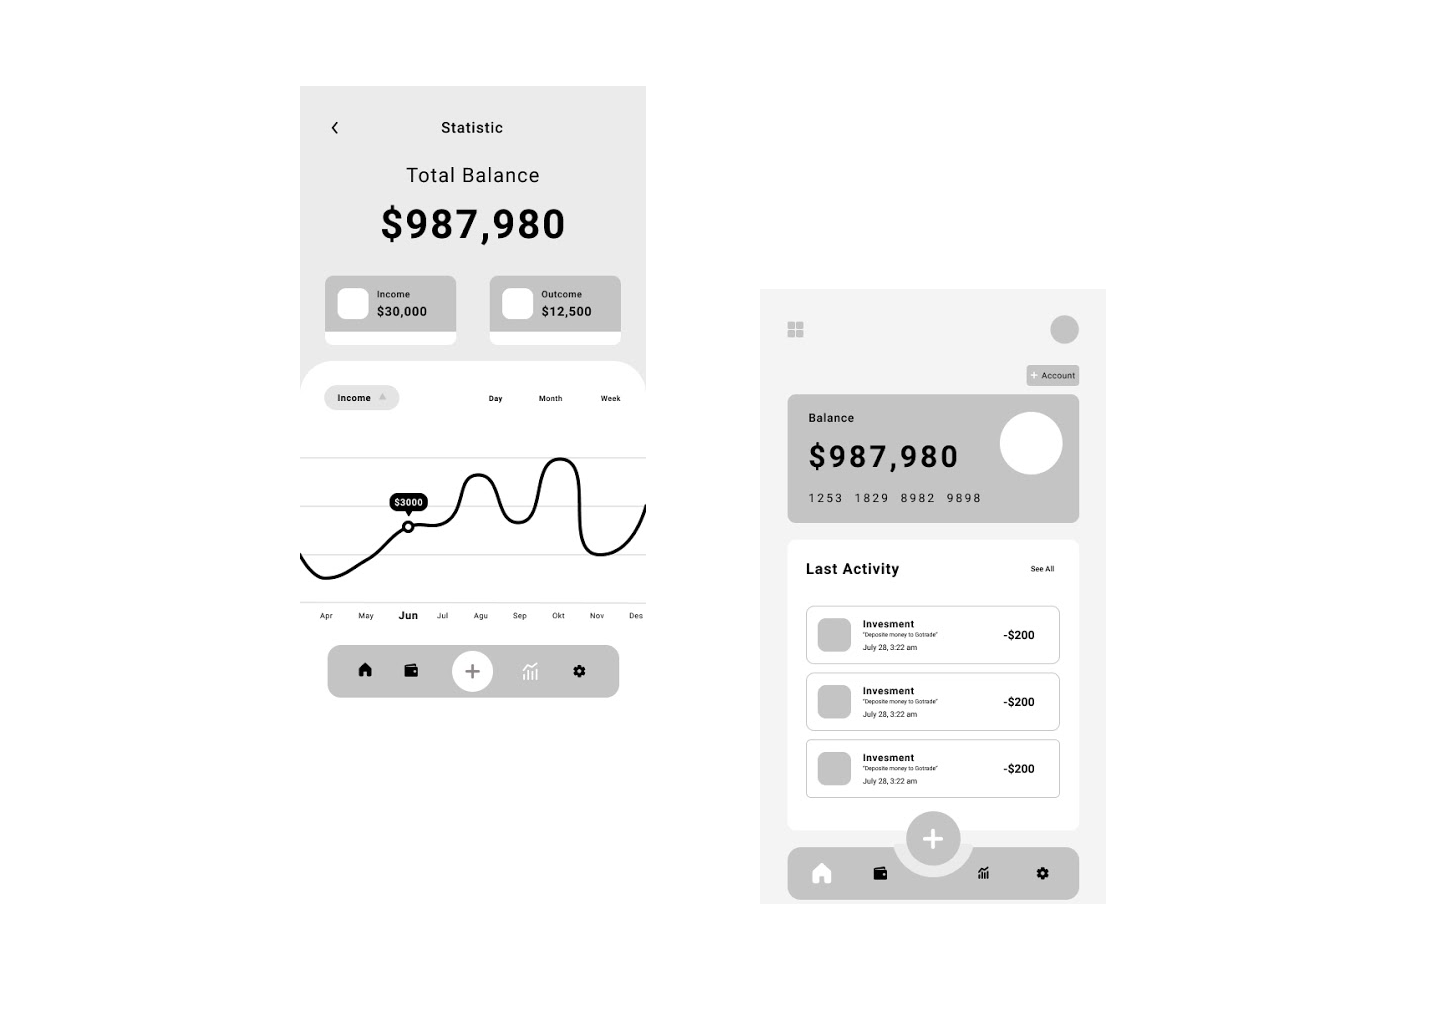 Statistic
Total Balance
$987,980
Income
$30,000
Outcome
$12,500
Income
Day Month Week
$3000
Apr May Jun Jul Agu Sep Okt Nov Des
+ Account
Balance
$987,980
1253 1829 8982 9898
Last Activity
See All
Invesment
"Deposite money to Gotrade"
July 28, 3:22 am
-$200
Invesment
"Deposite money to Gotrade"
July 28, 3:22 am
-$200
Invesment
"Deposite money to Gotrade"
July 28, 3:22 am
-$200